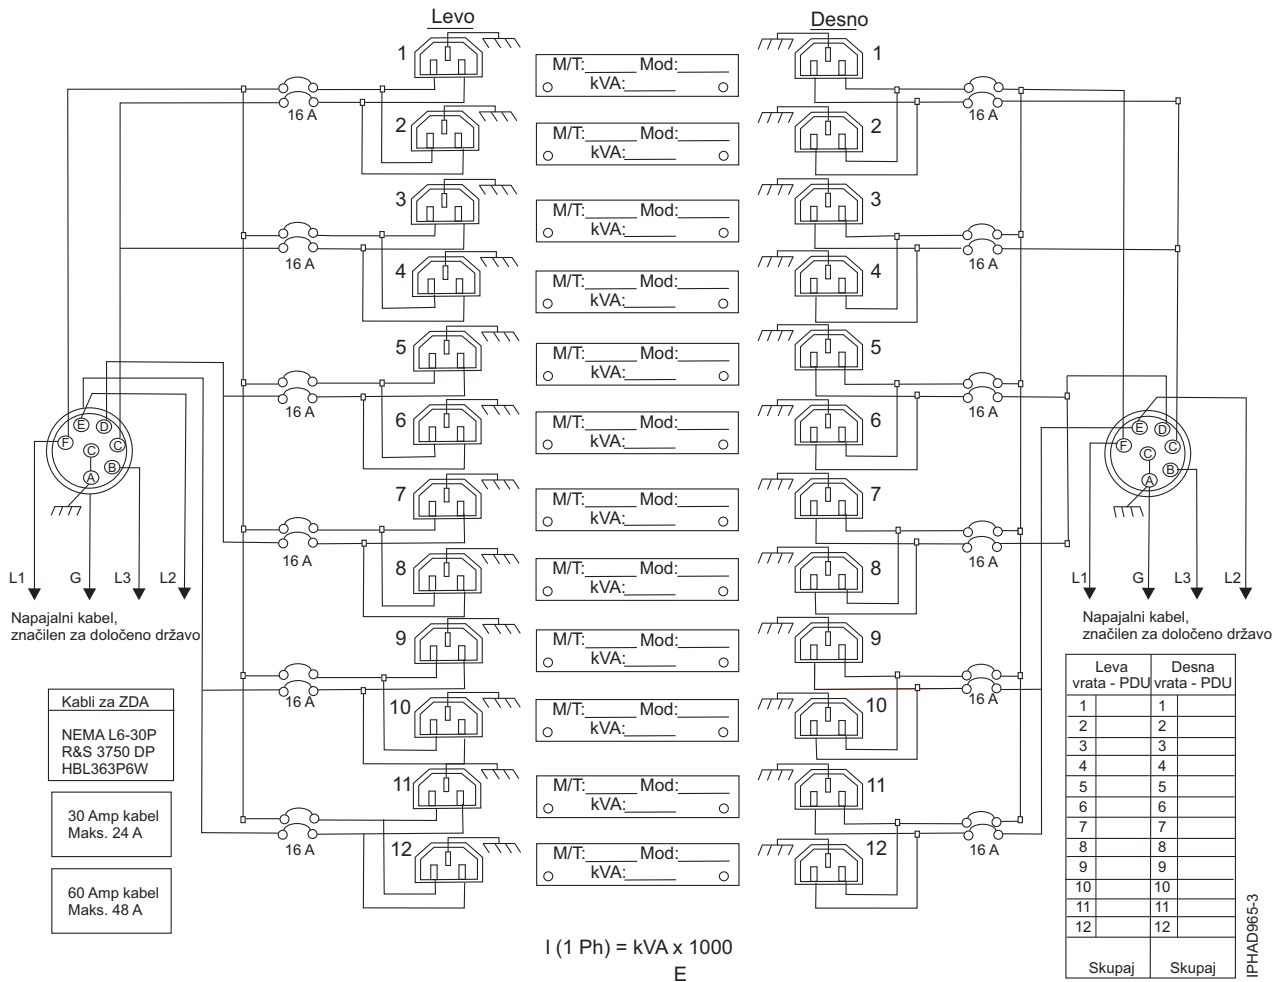 Levo
Desno
1
M/T:_____ Mod:_____
kVA:_____
1
16 A
16 A
2
M/T:_____ Mod:_____
kVA:_____
2
3
M/T:_____ Mod:_____
kVA:_____
3
16 A
16 A
4
M/T:_____ Mod:_____
kVA:_____
4
5
M/T:_____ Mod:_____
kVA:_____
5
16 A
16 A
6
M/T:_____ Mod:_____
kVA:_____
6
E D F C C B A
E D F C C B A
7
M/T:_____ Mod:_____
kVA:_____
7
16 A
16 A
8
M/T:_____ Mod:_____
kVA:_____
8
L1 G L3 L2
L1 G L3 L2
Napajalni kabel,
značilen za določeno državo
Napajalni kabel,
značilen za določeno državo
9
M/T:_____ Mod:_____
kVA:_____
9
16 A
16 A
10
M/T:_____ Mod:_____
kVA:_____
10
11
M/T:_____ Mod:_____
kVA:_____
11
16 A
16 A
12
M/T:_____ Mod:_____
kVA:_____
12
Kabli za ZDA
NEMA L6-30P
R&S 3750 DP
HBL363P6W
30 Amp kabel
Maks. 24 A
60 Amp kabel
Maks. 48 A
Leva Desna
vrata - PDU vrata - PDU
1 1
2 2
3 3
4 4
5 5
6 6
7 7
8 8
9 9
10 10
11 11
12 12
Skupaj Skupaj
IPHAD965-3
I (1 Ph) = kVA x 1000
E